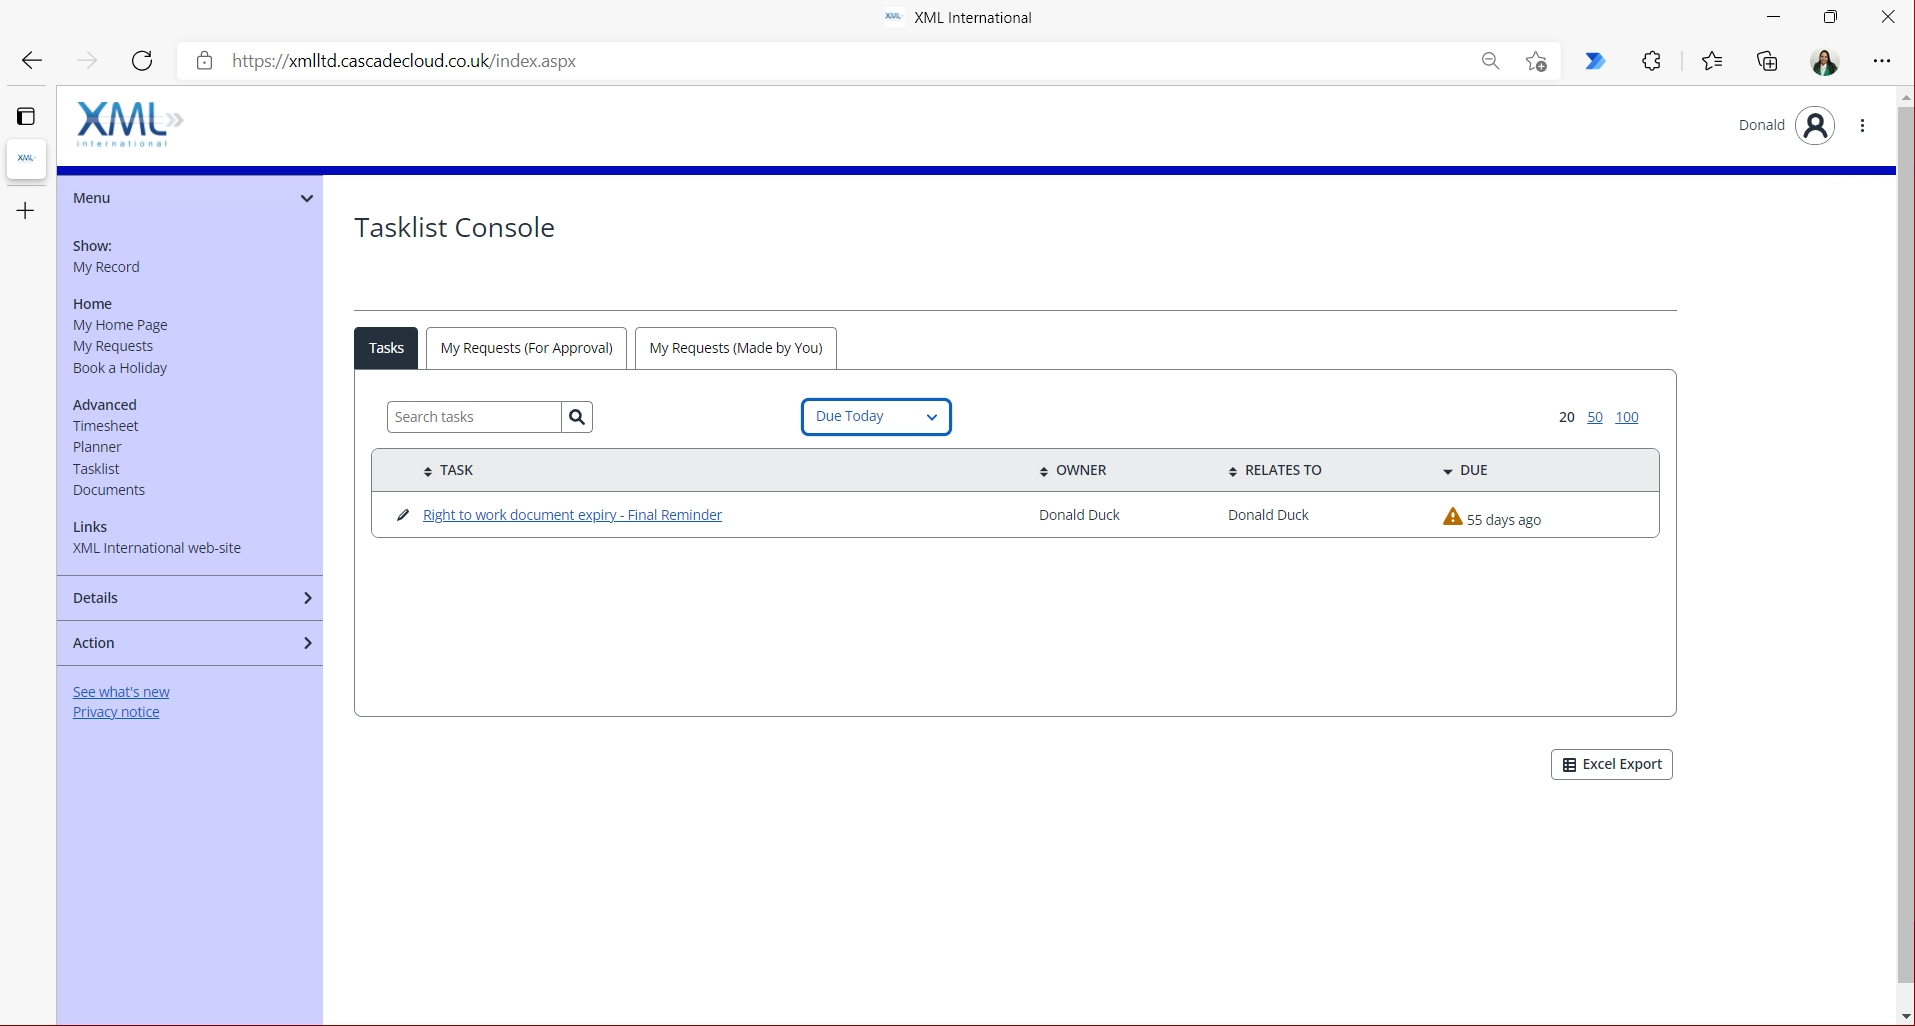 XML XML International
https://xmlltd.cascadecloud.co.uk/index.aspx
XML
XML
international
Donald
Menu
Show:
My Record
Home
My Home Page
My Requests
Book a Holiday
Advanced
Timesheet
Planner
Tasklist
Documents
Links
XML International web-site
Details
Action
See what's new
Privacy notice
Tasklist Console
Tasks My Requests (For Approval) My Requests (Made by You)
Search tasks Due Today 20 50 100
TASK OWNER RELATES TO DUE
Right to work document expiry - Final Reminder Donald Duck Donald Duck 55 days ago
Excel Export